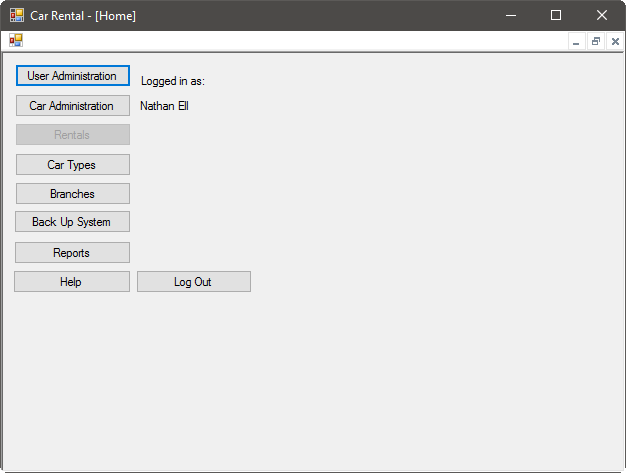 Car Rental - [Home]
User Administration
Logged in as:
Car Administration
Nathan Ell
Rentals
Car Types
Branches
Back Up System
Reports
Help
Log Out